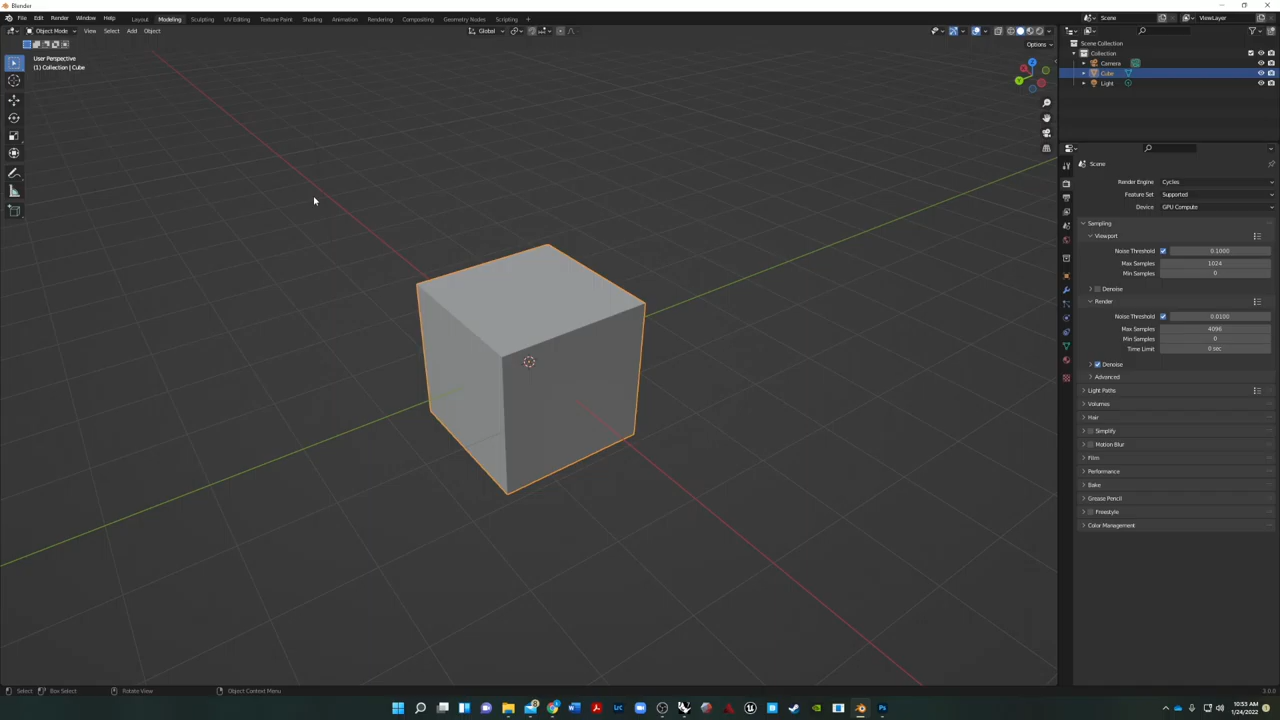 Blender
File Edit Render Window Help
Layout Modeling Sculpting UV Editing Texture Paint Shading Animation Rendering Compositing Geometry Nodes Scripting +
Scene
ViewLayer
Object Mode View Select Add Object
Global
Options
User Perspective
(1) Collection | Cube
Z
Y
X
Scene Collection
Collection
Camera
Cube
Light
Scene
Render Engine Cycles
Feature Set Supported
Device GPU Compute
Sampling
Viewport
Noise Threshold 0.1000
Max Samples 1024
Min Samples 0
Denoise
Render
Noise Threshold 0.0100
Max Samples 4096
Min Samples 0
Time Limit 0 sec
Denoise
Advanced
Light Paths
Volumes
Hair
Simplify
Motion Blur
Film
Performance
Bake
Grease Pencil
Freestyle
Color Management
Select Box Select Rotate View Object Context Menu
3.0.0
10:53 AM
1/24/2022